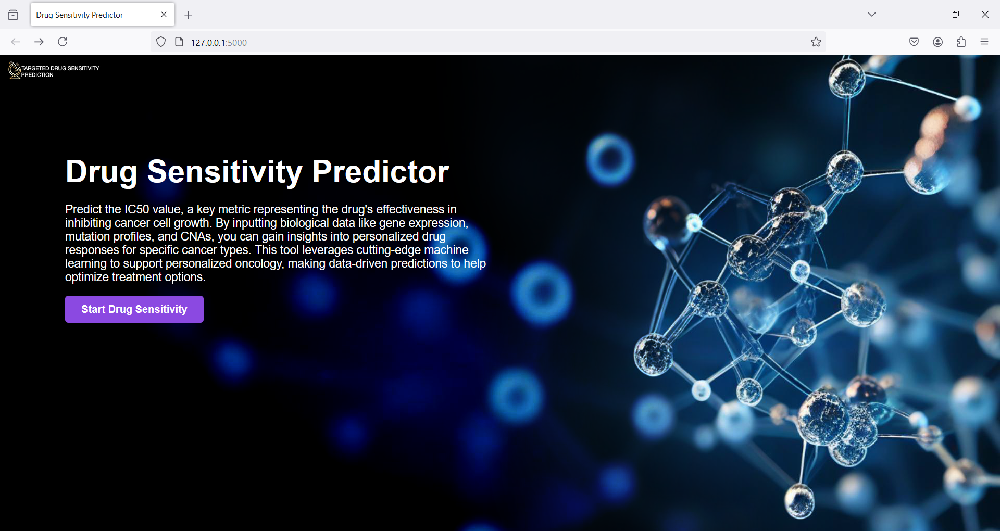 Drug Sensitivity Predictor
127.0.0.1:5000
TARGETED DRUG SENSITIVITY
PREDICTION
Drug Sensitivity Predictor
Predict the IC50 value, a key metric representing the drug's effectiveness in
inhibiting cancer cell growth. By inputting biological data like gene expression,
mutation profiles, and CNAs, you can gain insights into personalized drug
responses for specific cancer types. This tool leverages cutting-edge machine
learning to support personalized oncology, making data-driven predictions to help
optimize treatment options.
Start Drug Sensitivity